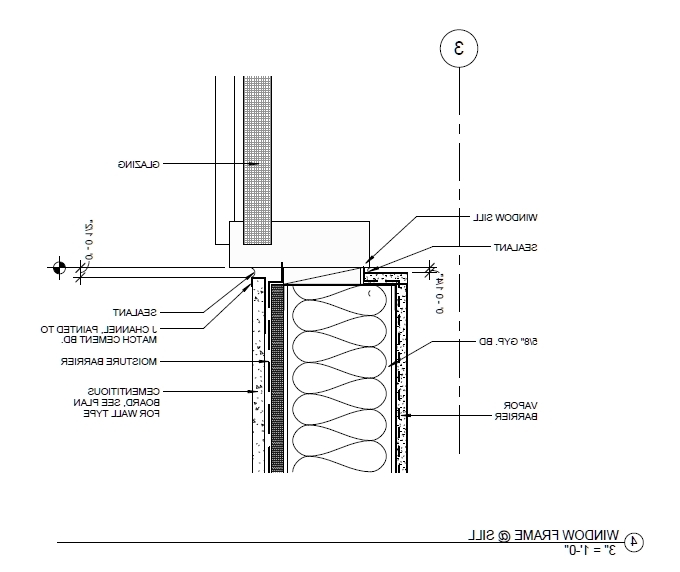 3
GLAZING
0' - 0 1/2"
WINDOW SILL
SEALANT
SEALANT
0' - 0 1/4"
J CHANNEL, PAINTED TO
MATCH CEMENT BD.
5/8" GYP. BD
MOISTURE BARRIER
CEMENTITIOUS
BOARD, SEE PLAN
FOR WALL TYPE
VAPOR
BARRIER
4
WINDOW FRAME @ SILL
3" = 1'-0"